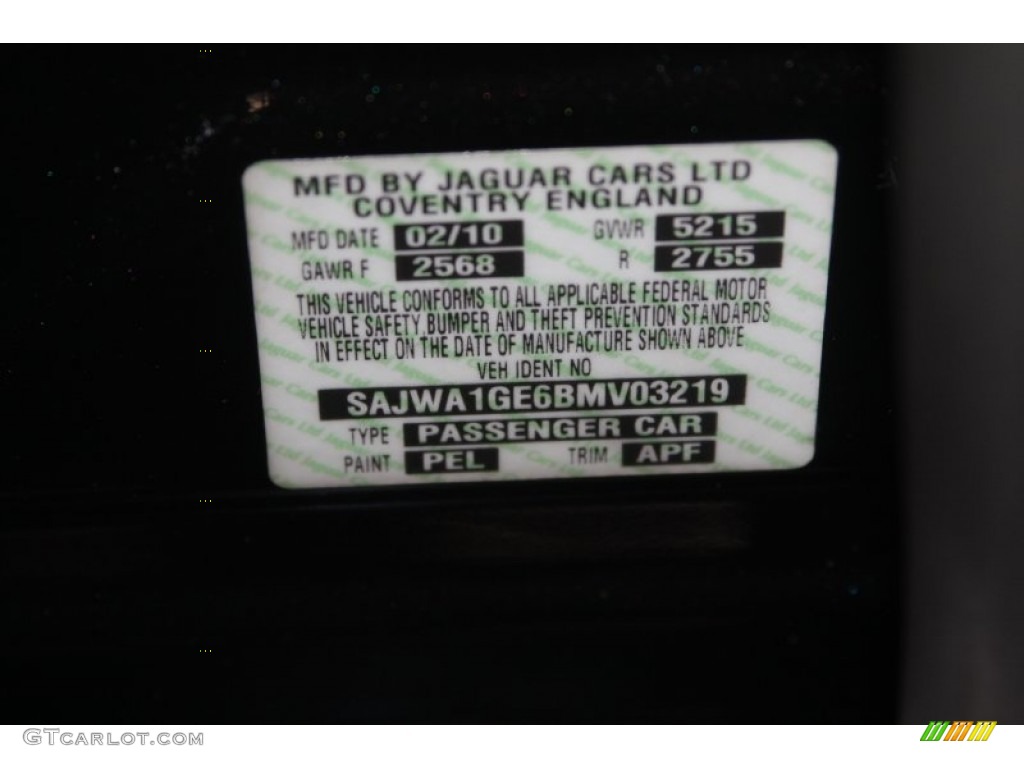 MFD BY JAGUAR CARS LTD
COVENTRY ENGLAND
MFD DATE 02/10 GVWR 5215
GAWR F 2568 R 2755
THIS VEHICLE CONFORMS TO ALL APPLICABLE FEDERAL MOTOR
VEHICLE SAFETY, BUMPER AND THEFT PREVENTION STANDARDS
IN EFFECT ON THE DATE OF MANUFACTURE SHOWN ABOVE
VEH IDENT NO
SAJWA1GE6BMV03219
TYPE PASSENGER CAR
PAINT PEL TRIM APF
GTCARLOT.COM